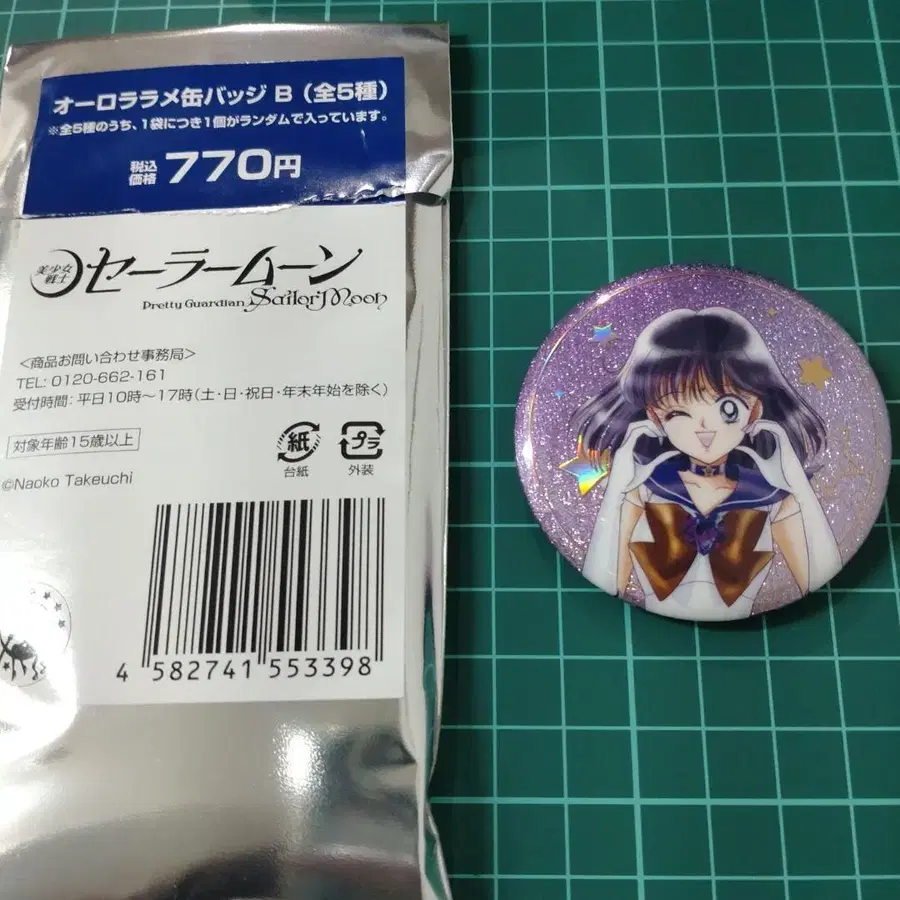 オーロララメ缶バッジ B（全5種）
※全5種のうち、1袋につき1個がランダムで入っています。
税込
価格 770円
美少女
戦士 セーラームーン
Pretty Guardian Sailor Moon
＜商品お問い合わせ事務局＞
TEL: 0120-662-161
受付時間: 平日10時～17時(土・日・祝日・年末年始を除く)
対象年齢15歳以上
紙
台紙
プラ
外装
©Naoko Takeuchi
4 582741 553398